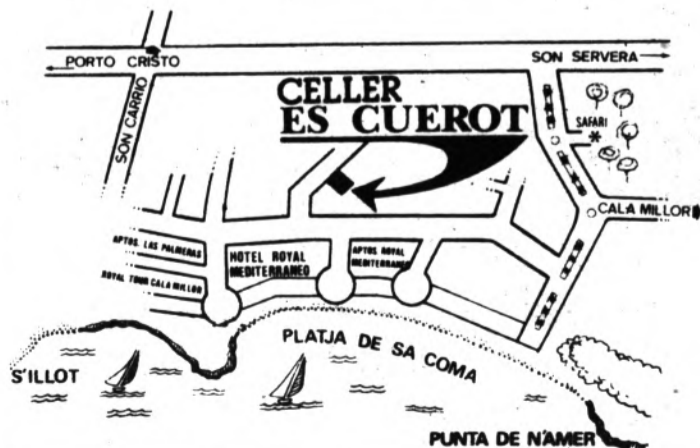 PORTO CRISTO
SON SERVERA
SON CARRIO
CELLER
ES CUEROT
SAFARI
CALA MILLOR
APTOS. LAS PALMERAS
HOTEL ROYAL
MEDITERRANEO
APTOS ROYAL
MEDITERRANEO
ROYAL TOUR CALA MILLOR
PLATJA DE SA COMA
S'ILLOT
PUNTA DE N'AMER